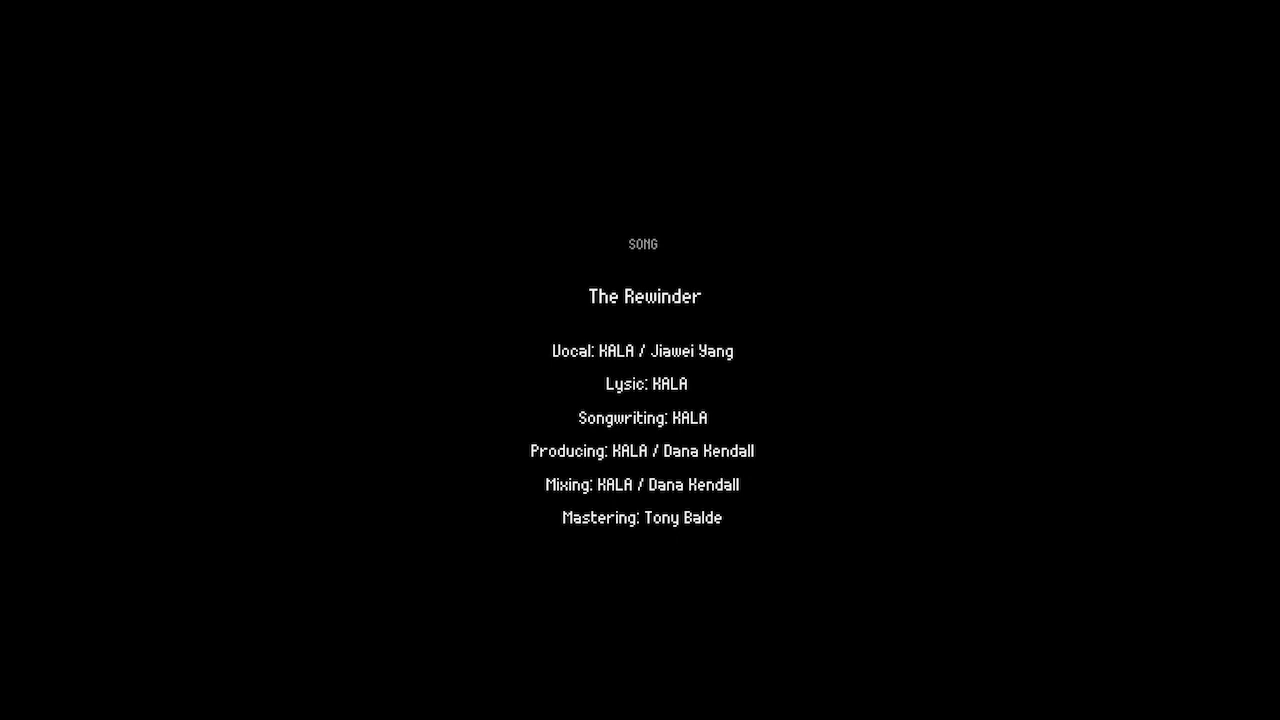 SONG
The Rewinder
Vocal: KALA / Jiawei Yang
Lysic: KALA
Songwriting: KALA
Producing: KALA / Dana Kendall
Mixing: KALA / Dana Kendall
Mastering: Tony Balde